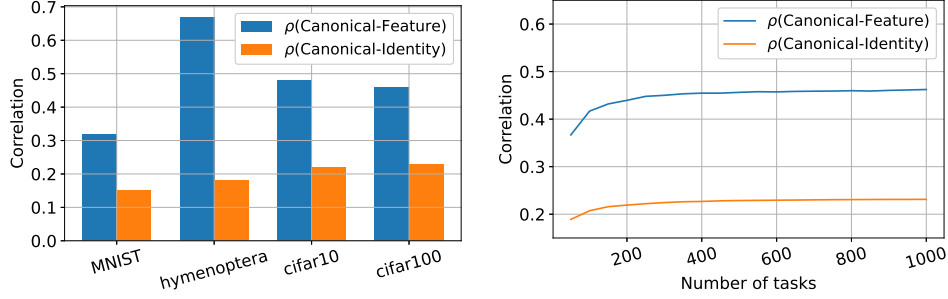 0.7
0.6
0.5
0.4
0.3
0.2
0.1
0.0
Correlation
ρ(Canonical-Feature)
ρ(Canonical-Identity)
MNIST
hymenoptera
cifar10
cifar100
0.6
0.5
0.4
0.3
0.2
Correlation
ρ(Canonical-Feature)
ρ(Canonical-Identity)
200
400
600
800
1000
Number of tasks